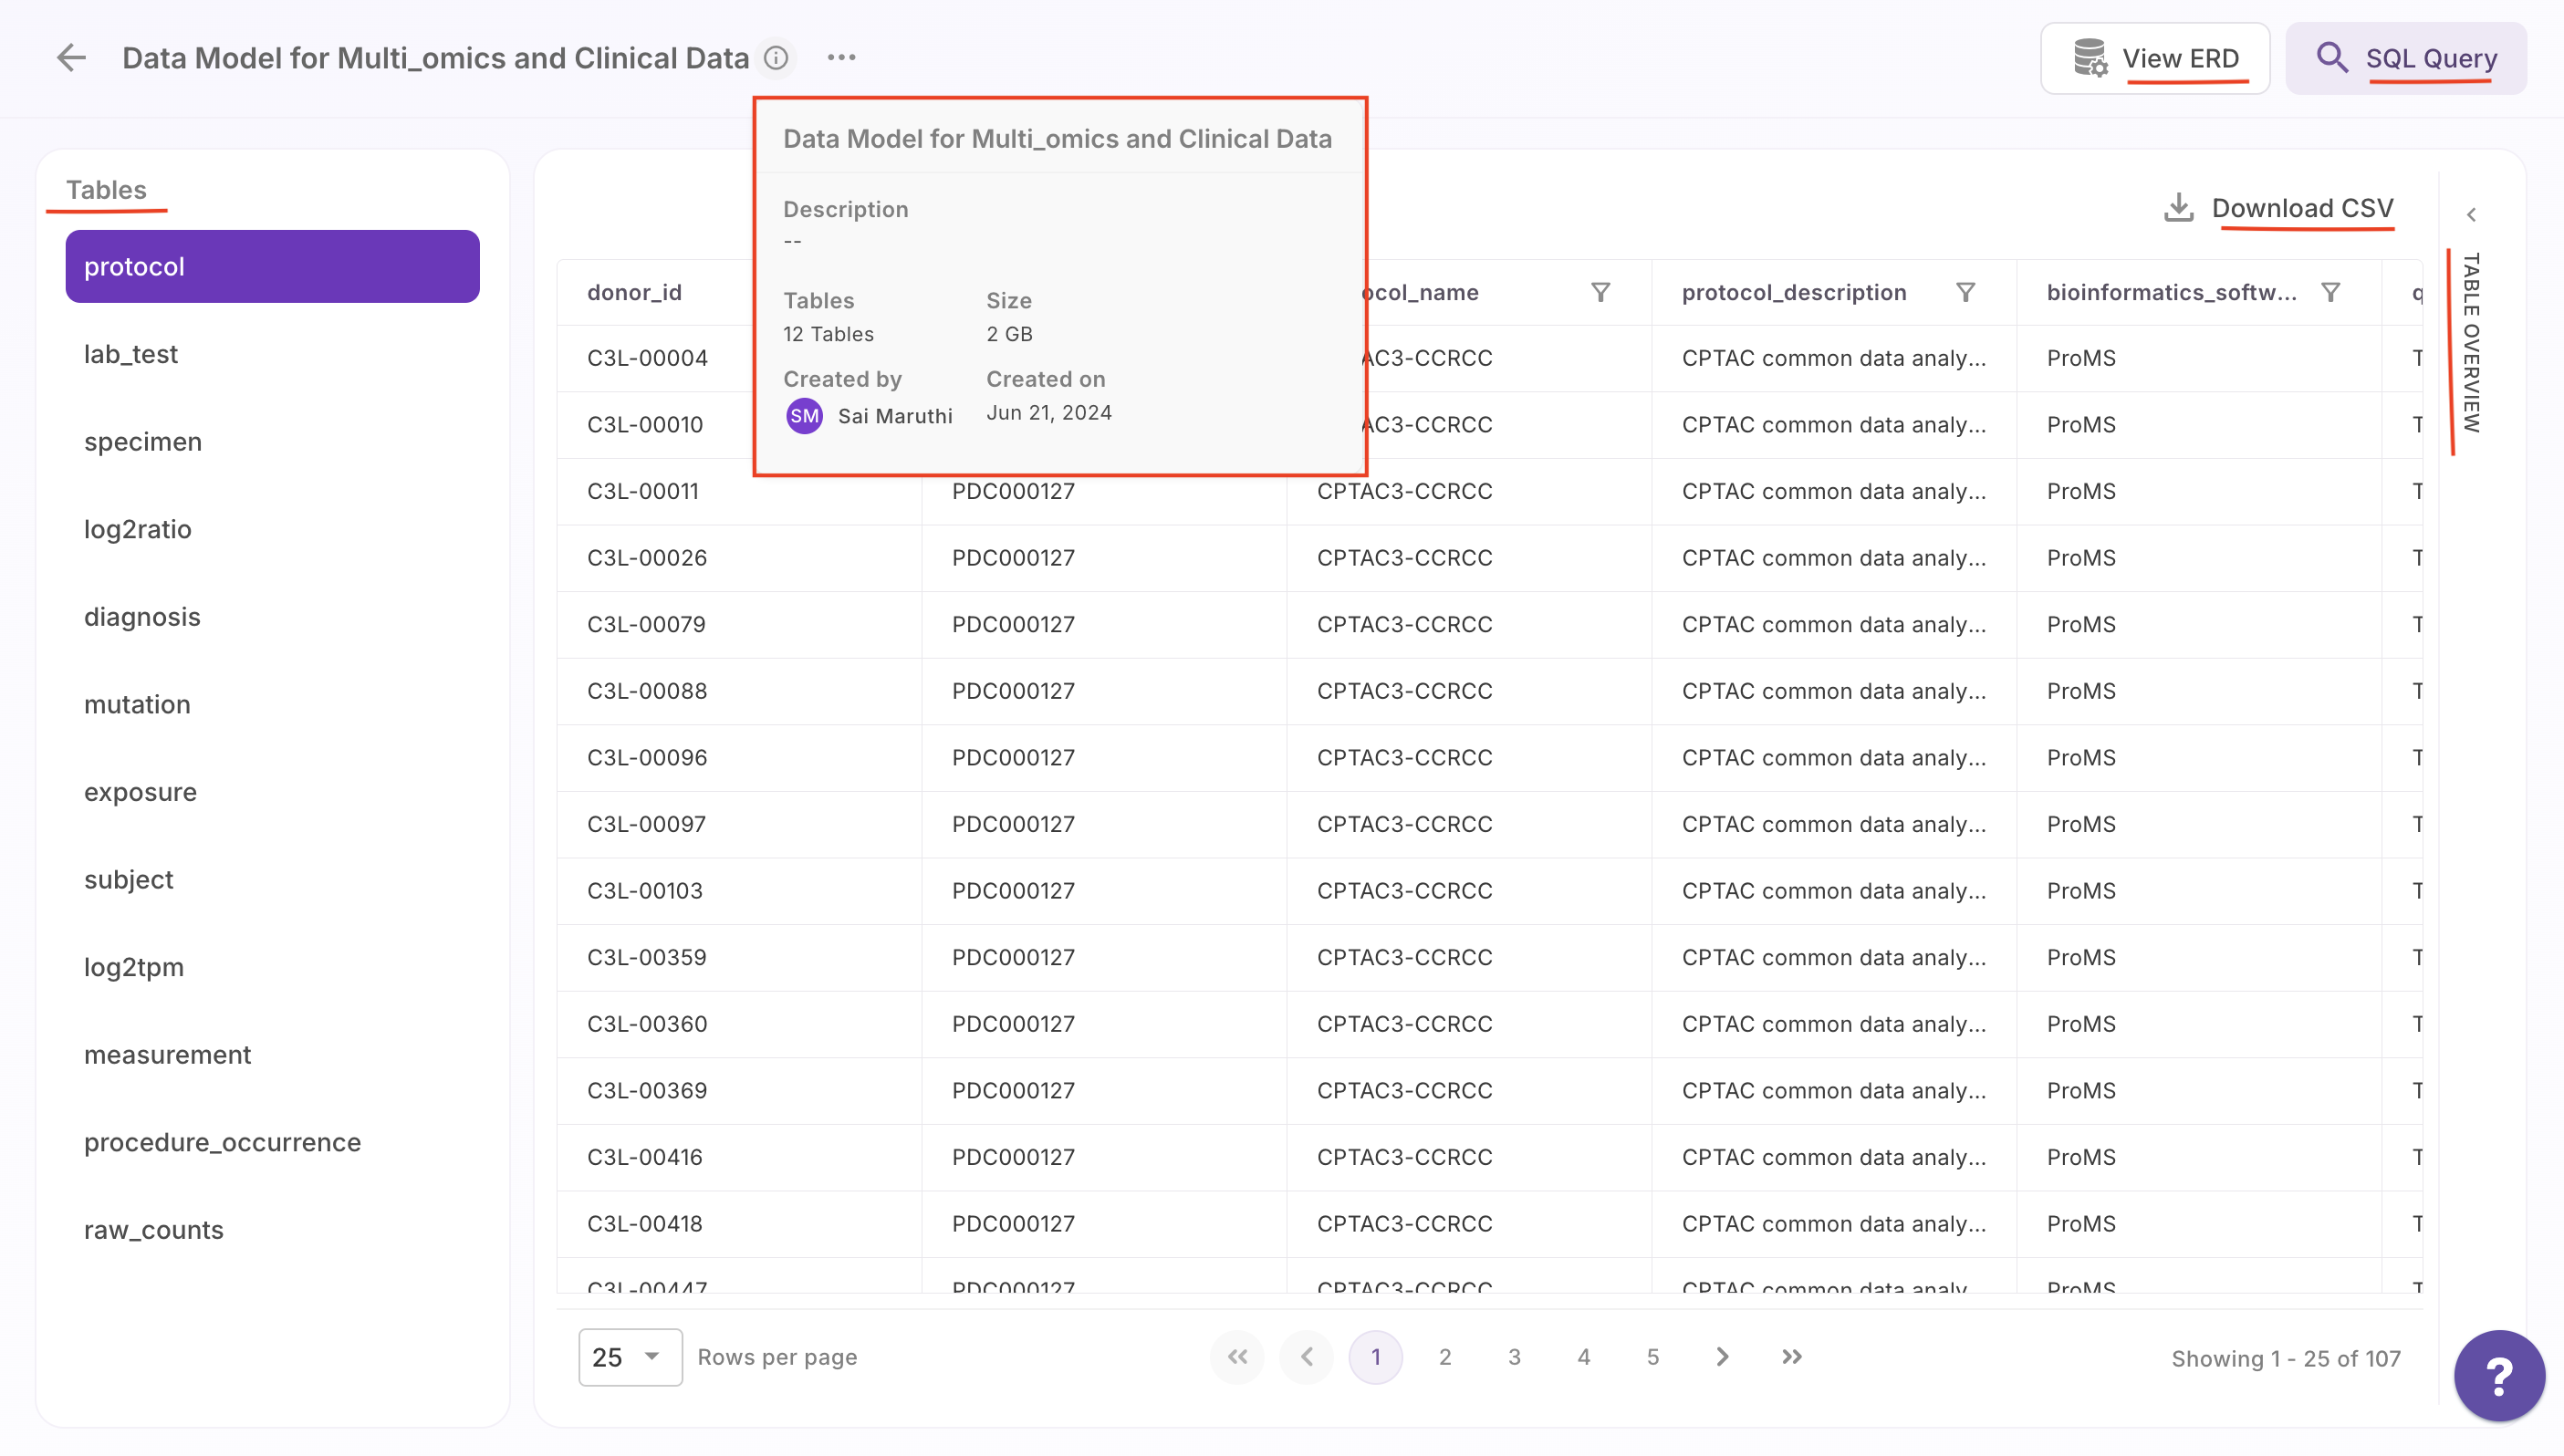 Data Model for Multi_omics and Clinical Data
View ERD
SQL Query
Data Model for Multi_omics and Clinical Data
Description
--
Tables Size
12 Tables 2 GB
Created by Created on
SM Sai Maruthi Jun 21, 2024
Tables
protocol
lab_test
specimen
log2ratio
diagnosis
mutation
exposure
subject
log2tpm
measurement
procedure_occurrence
raw_counts
Download CSV
TABLE OVERVIEW
donor_id ocol_name protocol_description bioinformatics_softw... q
C3L-00004 AC3-CCRCC CPTAC common data analy... ProMS T
C3L-00010 AC3-CCRCC CPTAC common data analy... ProMS T
C3L-00011 PDC000127 CPTAC3-CCRCC CPTAC common data analy... ProMS T
C3L-00026 PDC000127 CPTAC3-CCRCC CPTAC common data analy... ProMS T
C3L-00079 PDC000127 CPTAC3-CCRCC CPTAC common data analy... ProMS T
C3L-00088 PDC000127 CPTAC3-CCRCC CPTAC common data analy... ProMS T
C3L-00096 PDC000127 CPTAC3-CCRCC CPTAC common data analy... ProMS T
C3L-00097 PDC000127 CPTAC3-CCRCC CPTAC common data analy... ProMS T
C3L-00103 PDC000127 CPTAC3-CCRCC CPTAC common data analy... ProMS T
C3L-00359 PDC000127 CPTAC3-CCRCC CPTAC common data analy... ProMS T
C3L-00360 PDC000127 CPTAC3-CCRCC CPTAC common data analy... ProMS T
C3L-00369 PDC000127 CPTAC3-CCRCC CPTAC common data analy... ProMS T
C3L-00416 PDC000127 CPTAC3-CCRCC CPTAC common data analy... ProMS T
C3L-00418 PDC000127 CPTAC3-CCRCC CPTAC common data analy... ProMS T
C3L-00447 PDC000127 CPTAC3-CCRCC CPTAC common data analy... ProMS T
25 Rows per page
1 2 3 4 5
Showing 1 - 25 of 107
?